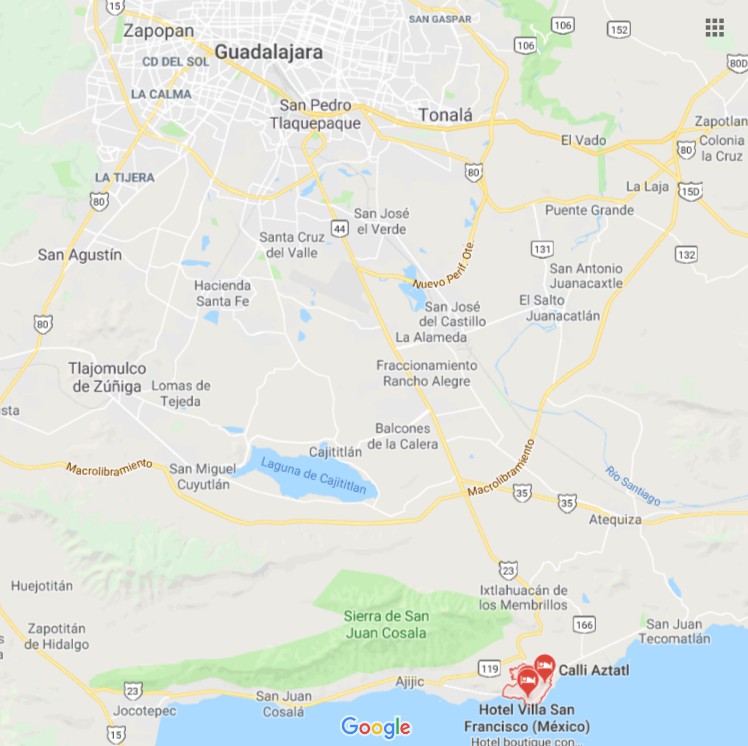 15
Zapopan
SAN GASPAR
106
152
106
Guadalajara
CD DEL SOL
80D
LA CALMA
San Pedro
Tlaquepaque
Tonalá
Zapotlan
El Vado
Colonia
la Cruz
80
LA TIJERA
80
80
La Laja
15D
San José
el Verde
Puente Grande
44
Santa Cruz
del Valle
131
132
San Agustín
Nuevo Perif. Ote.
San Antonio
Juanacaxtle
Hacienda
Santa Fe
San José
del Castillo
El Salto
Juanacatlán
80
La Alameda
Tlajomulco
de Zúñiga
Fraccionamiento
Rancho Alegre
Lomas de
Tejeda
sta
Balcones
de la Calera
Cajititlán
Macrolibramiento
San Miguel
Cuyutlán
Laguna de Cajititlan
Macrolibramiento
Río Santiago
35
35
Atequiza
23
Huejotitán
Ixtlahuacán de
los Membrillos
Sierra de San
Juan Cosala
Zapotitán
de Hidalgo
166
San Juan
Tecomatlán
s
a
119
Calli Aztatl
Ajijic
23
San Juan
Cosalá
Jocotepec
Hotel Villa San
Francisco (México)
Hotel boutique con...
15
Google